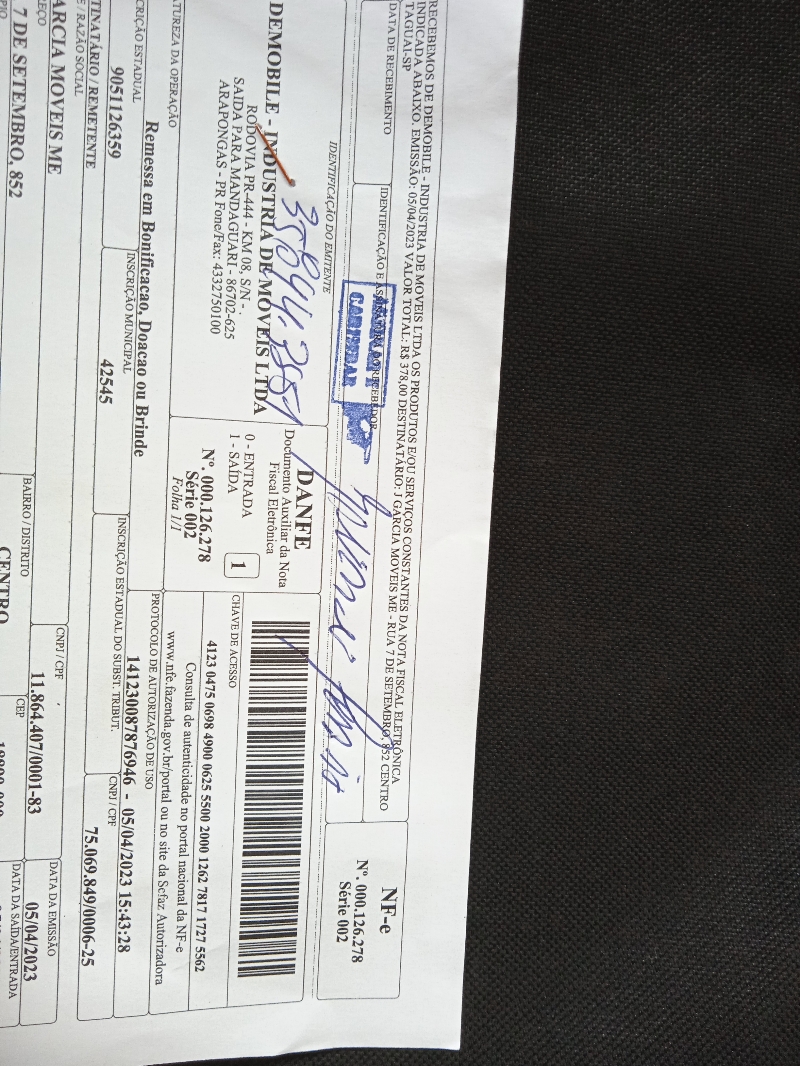 RECEBEMOS DE DEMOBILE - INDUSTRIA DE MOVEIS LTDA OS PRODUTOS E/OU SERVIÇOS CONSTANTES DA NOTA FISCAL ELETRÔNICA
INDICADA ABAIXO. EMISSÃO: 05/04/2023 VALOR TOTAL: R$ 378,00 DESTINATÁRIO: J GARCIA MOVEIS ME - RUA 7 DE SETEMBRO, 852 CENTRO
TAGUAI-SP
DATA DE RECEBIMENTO
IDENTIFICAÇÃO E ASSINATURA DO RECEBEDOR
NF-e
Nº. 000.126.278
Série 002
IDENTIFICAÇÃO DO EMITENTE
DEMOBILE - INDUSTRIA DE MOVEIS LTDA
RODOVIA PR-444 - KM 08, S/N - .
SAIDA PARA MANDAGUARI - 86702-625
ARAPONGAS - PR Fone/Fax: 4332750100
DANFE
Documento Auxiliar da Nota
Fiscal Eletrônica
0 - ENTRADA
1 - SAÍDA
1
Nº. 000.126.278
Série 002
Folha 1/1
CHAVE DE ACESSO
4123 0475 0698 4900 0625 5500 2000 1262 7817 1727 5562
Consulta de autenticidade no portal nacional da NF-e
www.nfe.fazenda.gov.br/portal ou no site da Sefaz Autorizadora
ATUREZA DA OPERAÇÃO
Remessa em Bonificacao, Doacao ou Brinde
PROTOCOLO DE AUTORIZAÇÃO DE USO
141230087876946 - 05/04/2023 15:43:28
CRIÇÃO ESTADUAL
9051126359
INSCRIÇÃO MUNICIPAL
42545
INSCRIÇÃO ESTADUAL DO SUBST. TRIBUT.
CNPJ / CPF
75.069.849/0006-25
TINATÁRIO / REMETENTE
E / RAZÃO SOCIAL
ARCIA MOVEIS ME
CNPJ / CPF
11.864.407/0001-83
DATA DA EMISSÃO
05/04/2023
REÇO
7 DE SETEMBRO, 852
BAIRRO / DISTRITO
CENTRO
CEP
DATA DA SAÍDA/ENTRADA